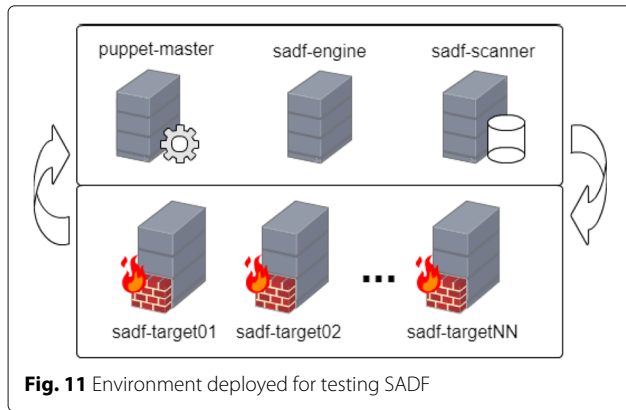 puppet-master sadf-engine sadf-scanner
sadf-target01 sadf-target02 ... sadf-targetNN
Fig. 11 Environment deployed for testing SADF